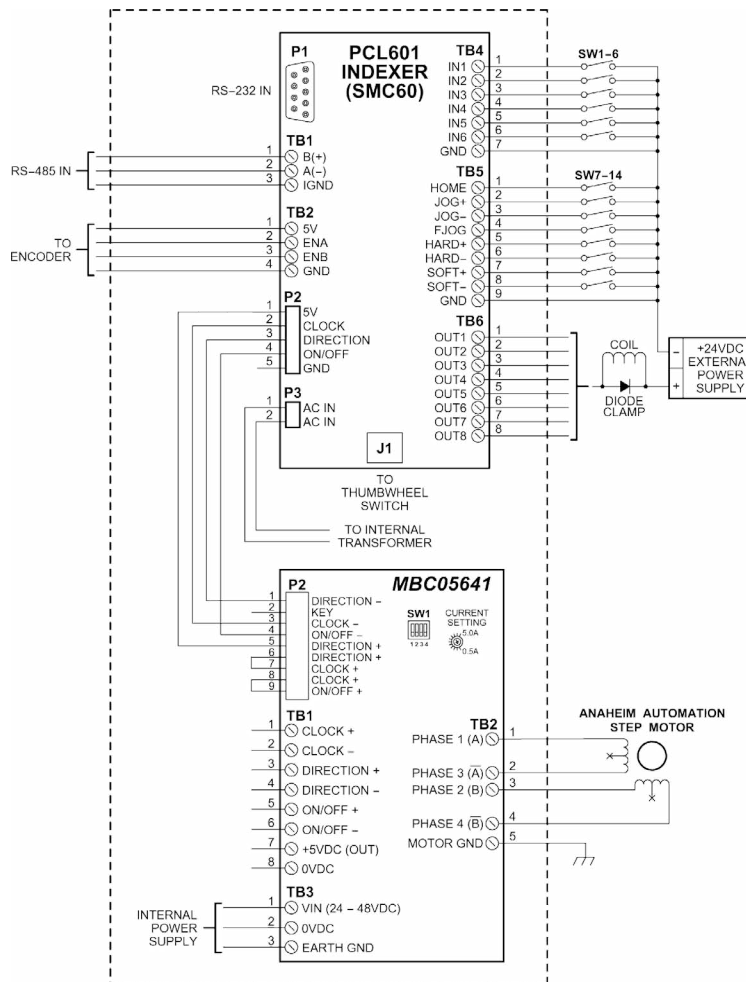 P1
PCL601
INDEXER
(SMC60)
RS-232 IN
TB4
IN1 1
IN2 2
IN3 3
IN4 4
IN5 5
IN6 6
GND 7
SW1-6
TB1
RS-485 IN
1 B(+)
2 A(-)
3 IGND
TB5
HOME 1
JOG+ 2
JOG- 3
FJOG 4
HARD+ 5
HARD- 6
SOFT+ 7
SOFT- 8
GND 9
SW7-14
TB2
TO
ENCODER
1 5V
2 ENA
3 ENB
4 GND
P2
1 5V
2 CLOCK
3 DIRECTION
4 ON/OFF
5 GND
TB6
OUT1 1
OUT2 2
OUT3 3
OUT4 4
OUT5 5
OUT6 6
OUT7 7
OUT8 8
COIL
DIODE
CLAMP
- +
+24VDC
EXTERNA
POWER
SUPPLY
P3
1 AC IN
2 AC IN
J1
TO
THUMBWHEEL
SWITCH
TO INTERNAL
TRANSFORMER
P2
MBC05641
1 DIRECTION -
2 KEY
3 CLOCK -
4 ON/OFF -
5 DIRECTION +
6 DIRECTION +
7 CLOCK +
8 CLOCK +
9 ON/OFF +
SW1
1234
CURRENT
SETTING
5.0A
0.5A
TB1
1 CLOCK +
2 CLOCK -
3 DIRECTION +
4 DIRECTION -
5 ON/OFF +
6 ON/OFF -
7 +5VDC (OUT)
8 0VDC
TB2
PHASE 1 (A) 1
PHASE 3 (A̅) 2
PHASE 2 (B) 3
PHASE 4 (B̅) 4
MOTOR GND 5
ANAHEIM AUTOMATION
STEP MOTOR
TB3
INTERNAL
POWER
SUPPLY
1 VIN (24 - 48VDC)
2 0VDC
3 EARTH GND